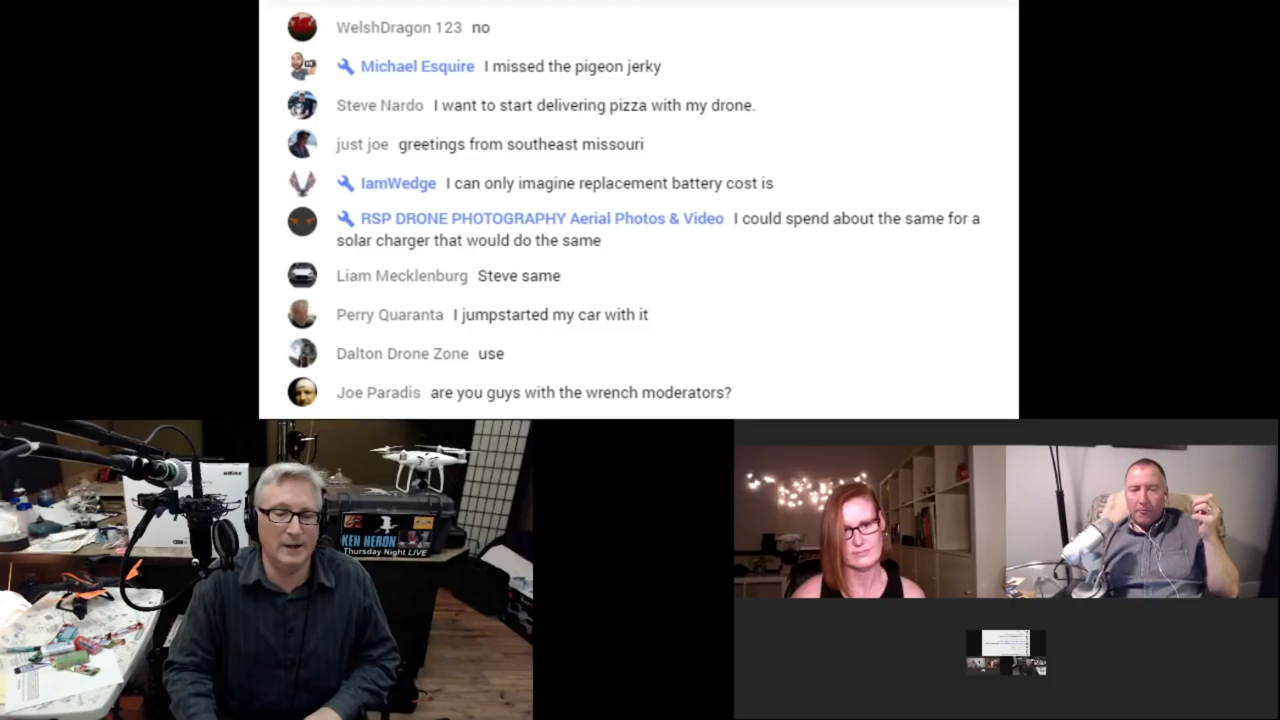 WelshDragon 123 no
Michael Esquire I missed the pigeon jerky
Steve Nardo I want to start delivering pizza with my drone.
just joe greetings from southeast missouri
IamWedge I can only imagine replacement battery cost is
RSP DRONE PHOTOGRAPHY Aerial Photos & Video I could spend about the same for a
solar charger that would do the same
Liam Mecklenburg Steve same
Perry Quaranta I jumpstarted my car with it
Dalton Drone Zone use
Joe Paradis are you guys with the wrench moderators?
KEN HERON
Thursday Night LIVE